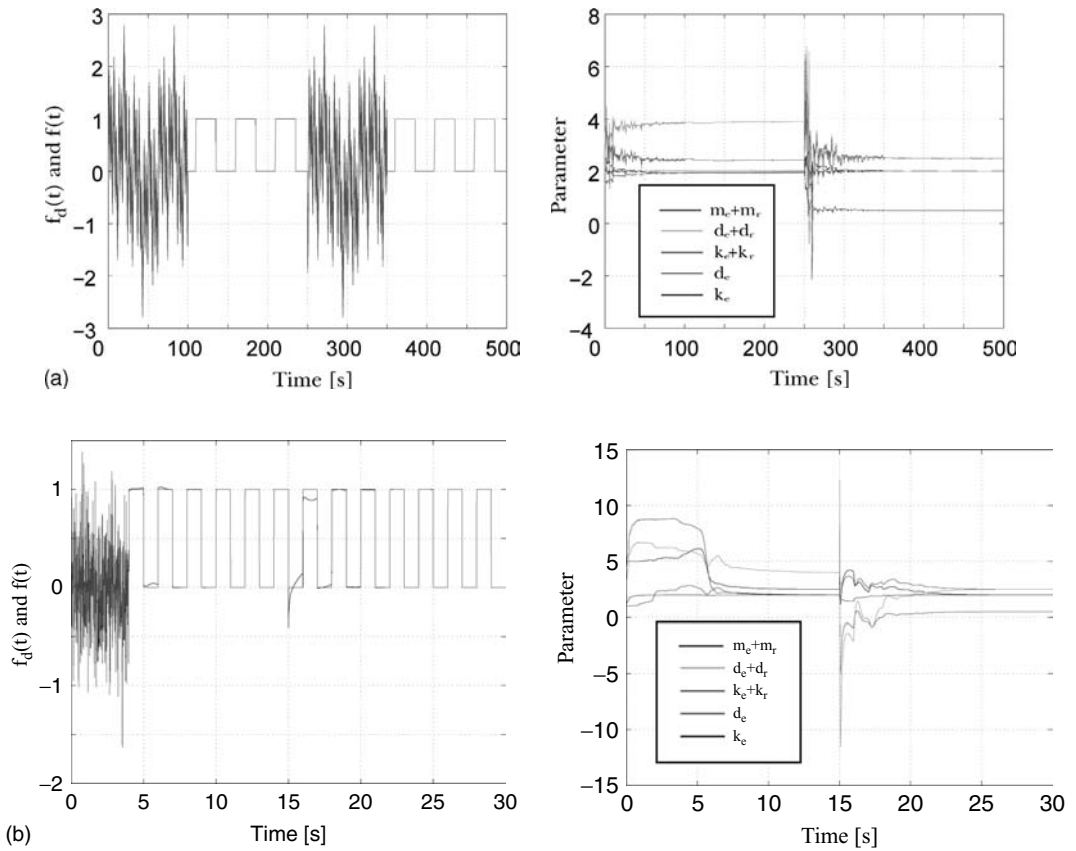 3
2
1
0
−1
−2
−3
f_d(t) and f(t)
0 100 200 300 400 500
Time [s]
(a)
8
6
4
2
0
−2
−4
Parameter
m_e+m_r
d_e+d_r
k_e+k_r
d_e
k_e
0 100 200 300 400 500
Time [s]
1
0
−1
−2
f_d(t) and f(t)
0 5 10 15 20 25 30
Time [s]
(b)
15
10
5
0
−5
−10
−15
Parameter
m_e+m_r
d_e+d_r
k_e+k_r
d_e
k_e
0 5 10 15 20 25 30
Time [s]